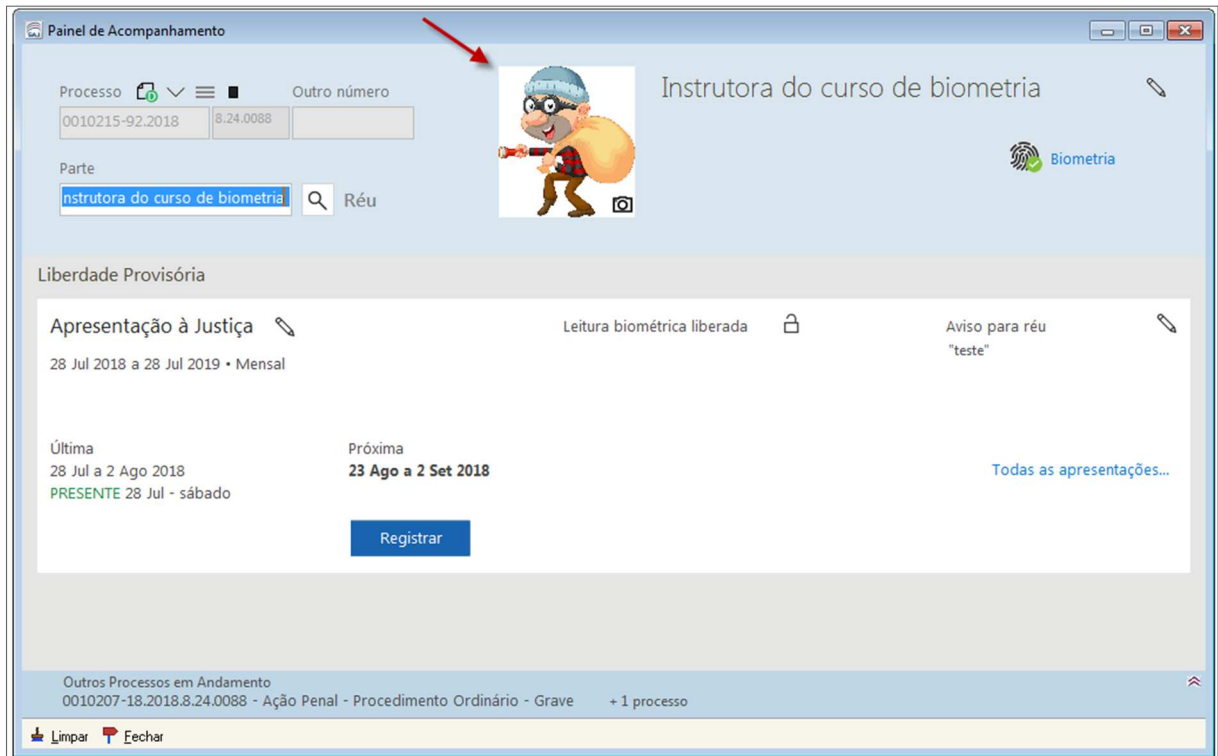 Painel de Acompanhamento
Processo
Outro número
0010215-92.2018
8.24.0088
Parte
nstrutora do curso de biometria
Réu
Instrutora do curso de biometria
Biometria
Liberdade Provisória
Apresentação à Justiça
28 Jul 2018 a 28 Jul 2019 • Mensal
Leitura biométrica liberada
Aviso para réu
"teste"
Última
28 Jul a 2 Ago 2018
PRESENTE 28 Jul - sábado
Próxima
23 Ago a 2 Set 2018
Todas as apresentações...
Registrar
Outros Processos em Andamento
0010207-18.2018.8.24.0088 - Ação Penal - Procedimento Ordinário - Grave + 1 processo
Limpar Fechar